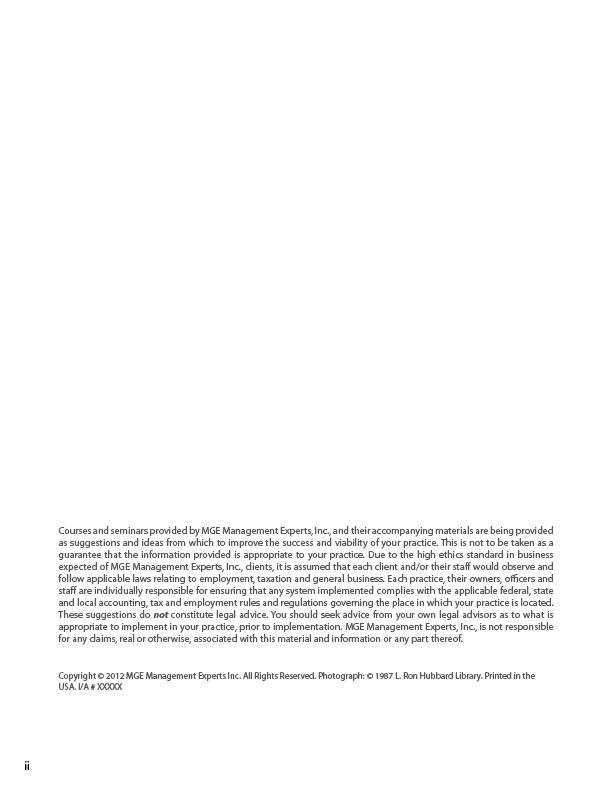 Courses and seminars provided by MGE Management Experts, Inc., and their accompanying materials are being provided
as suggestions and ideas from which to improve the success and viability of your practice. This is not to be taken as a
guarantee that the information provided is appropriate to your practice. Due to the high ethics standard in business
expected of MGE Management Experts, Inc., clients, it is assumed that each client and/or their staff would observe and
follow applicable laws relating to employment, taxation and general business. Each practice, their owners, officers and
staff are individually responsible for ensuring that any system implemented complies with the applicable federal, state
and local accounting, tax and employment rules and regulations governing the place in which your practice is located.
These suggestions do not constitute legal advice. You should seek advice from your own legal advisors as to what is
appropriate to implement in your practice, prior to implementation. MGE Management Experts, Inc., is not responsible
for any claims, real or otherwise, associated with this material and information or any part thereof.
Copyright © 2012 MGE Management Experts Inc. All Rights Reserved. Photograph: © 1987 L. Ron Hubbard Library. Printed in the
USA. I/A # XXXXX
ii